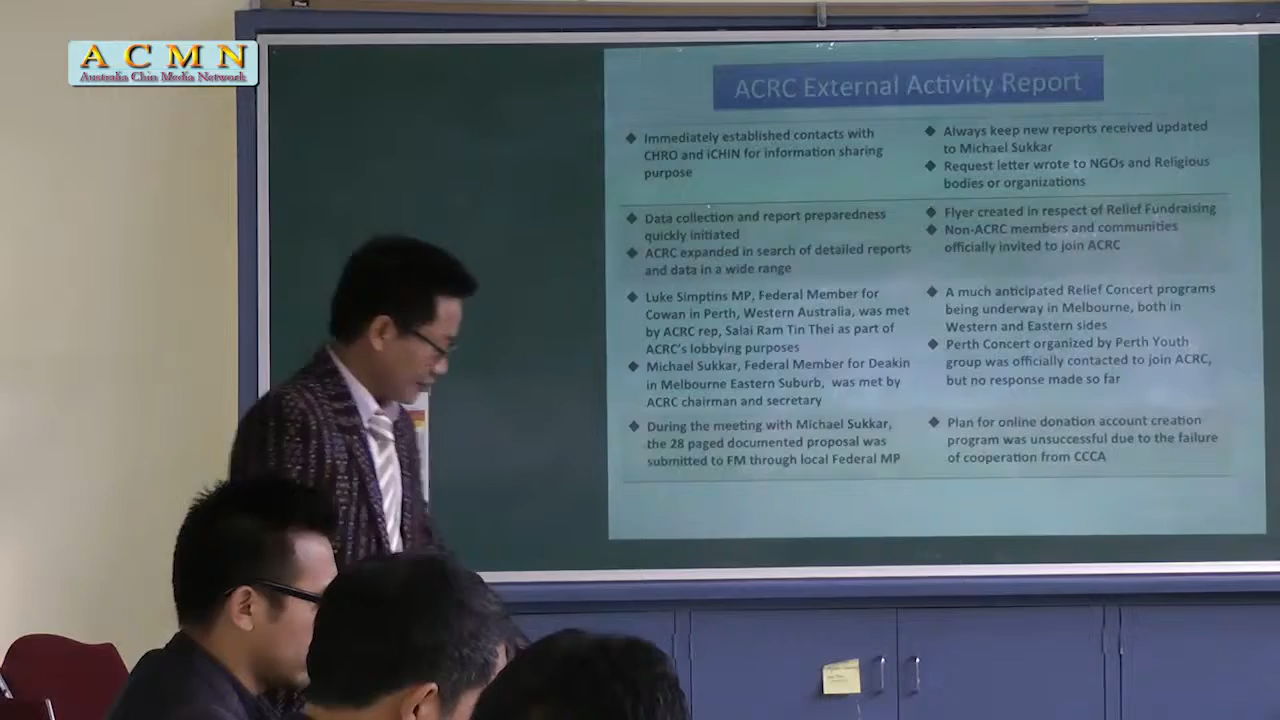 A C M N
Australia Chin Media Network
ACRC External Activity Report
Immediately established contacts with
CHRO and iCHIN for information sharing
purpose
Always keep new reports received updated
to Michael Sukkar
Request letter wrote to NGOs and Religious
bodies or organizations
Data collection and report preparedness
quickly initiated
ACRC expanded in search of detailed reports
and data in a wide range
Flyer created in respect of Relief Fundraising
Non-ACRC members and communities
officially invited to join ACRC
Luke Simptins MP, Federal Member for
Cowan in Perth, Western Australia, was met
by ACRC rep, Salai Ram Tin Thei as part of
ACRC's lobbying purposes
Michael Sukkar, Federal Member for Deakin
in Melbourne Eastern Suburb, was met by
ACRC chairman and secretary
A much anticipated Relief Concert programs
being underway in Melbourne, both in
Western and Eastern sides
Perth Concert organized by Perth Youth
group was officially contacted to join ACRC,
but no response made so far
During the meeting with Michael Sukkar,
the 28 paged documented proposal was
submitted to FM through local Federal MP
Plan for online donation account creation
program was unsuccessful due to the failure
of cooperation from CCCA